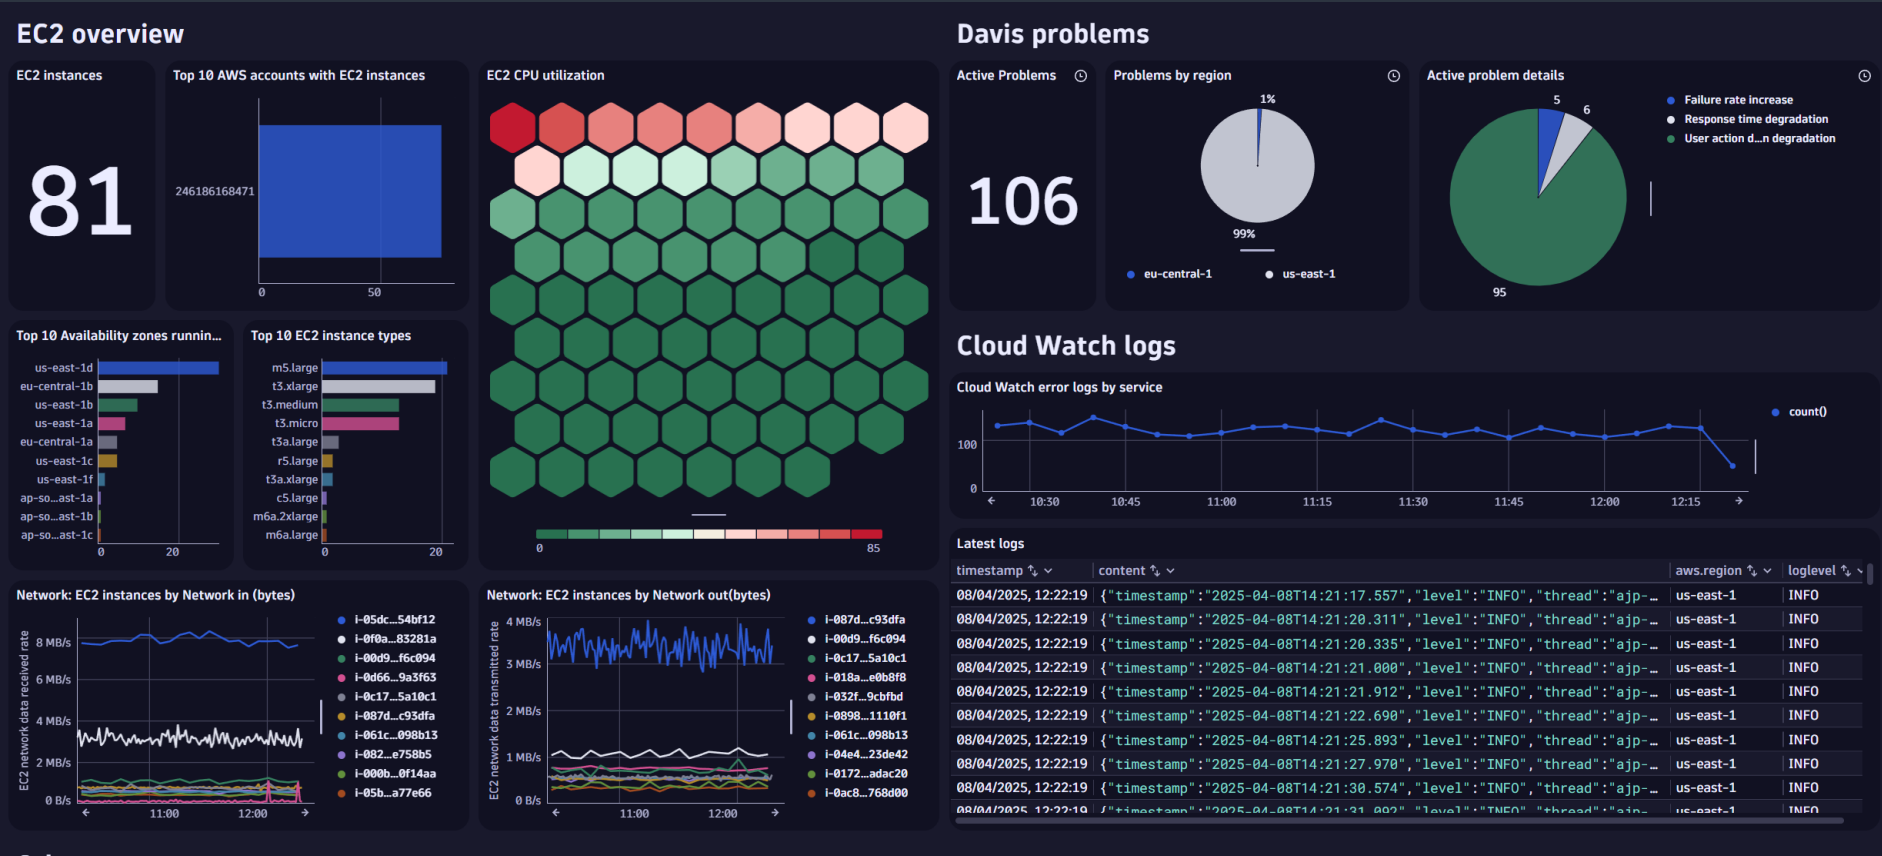 EC2 overview
EC2 instances
81
Top 10 AWS accounts with EC2 instances
246186168471
0 50
EC2 CPU utilization
0 85
Top 10 Availability zones runnin...
us-east-1d
eu-central-1b
us-east-1b
us-east-1a
eu-central-1a
us-east-1c
us-east-1f
ap-so...ast-1a
ap-so...ast-1b
ap-so...ast-1c
0 20
Top 10 EC2 instance types
m5.large
t3.xlarge
t3.medium
t3.micro
t3a.large
r5.large
t3a.xlarge
c5.large
m6a.2xlarge
m6a.large
0 20
Network: EC2 instances by Network in (bytes)
EC2 network data received rate
8 MB/s
6 MB/s
4 MB/s
2 MB/s
0 B/s
11:00 12:00
i-05dc...54bf12
i-0f0a...83281a
i-00d9...f6c094
i-0d66...9a3f63
i-0c17...5a10c1
i-087d...c93dfa
i-061c...098b13
i-082...e758b5
i-000b...0f14aa
i-05b...a77e66
Network: EC2 instances by Network out(bytes)
EC2 network data transmitted rate
4 MB/s
3 MB/s
2 MB/s
1 MB/s
0 B/s
11:00 12:00
i-087d...c93dfa
i-00d9...f6c094
i-0c17...5a10c1
i-018a...e0b8f8
i-032f...9cbfbd
i-0898...1110f1
i-061c...098b13
i-04e4...23de42
i-0172...adac20
i-0ac8...768d00
Davis problems
Active Problems
106
Problems by region
1%
99%
eu-central-1 us-east-1
Active problem details
5
6
95
Failure rate increase
Response time degradation
User action d...n degradation
Cloud Watch logs
Cloud Watch error logs by service
100
0
10:30 10:45 11:00 11:15 11:30 11:45 12:00 12:15
count()
Latest logs
timestamp content aws.region loglevel
08/04/2025, 12:22:19 {"timestamp":"2025-04-08T14:21:17.557","level":"INFO","thread":"ajp-… us-east-1 INFO
08/04/2025, 12:22:19 {"timestamp":"2025-04-08T14:21:20.311","level":"INFO","thread":"ajp-… us-east-1 INFO
08/04/2025, 12:22:19 {"timestamp":"2025-04-08T14:21:20.335","level":"INFO","thread":"ajp-… us-east-1 INFO
08/04/2025, 12:22:19 {"timestamp":"2025-04-08T14:21:21.000","level":"INFO","thread":"ajp-… us-east-1 INFO
08/04/2025, 12:22:19 {"timestamp":"2025-04-08T14:21:21.912","level":"INFO","thread":"ajp-… us-east-1 INFO
08/04/2025, 12:22:19 {"timestamp":"2025-04-08T14:21:22.690","level":"INFO","thread":"ajp-… us-east-1 INFO
08/04/2025, 12:22:19 {"timestamp":"2025-04-08T14:21:25.893","level":"INFO","thread":"ajp-… us-east-1 INFO
08/04/2025, 12:22:19 {"timestamp":"2025-04-08T14:21:27.970","level":"INFO","thread":"ajp-… us-east-1 INFO
08/04/2025, 12:22:19 {"timestamp":"2025-04-08T14:21:30.574","level":"INFO","thread":"ajp-… us-east-1 INFO
08/04/2025, 12:22:19 {"timestamp":"2025-04-08T14:21:31.092","level":"INFO","thread":"ajp-… us-east-1 INFO